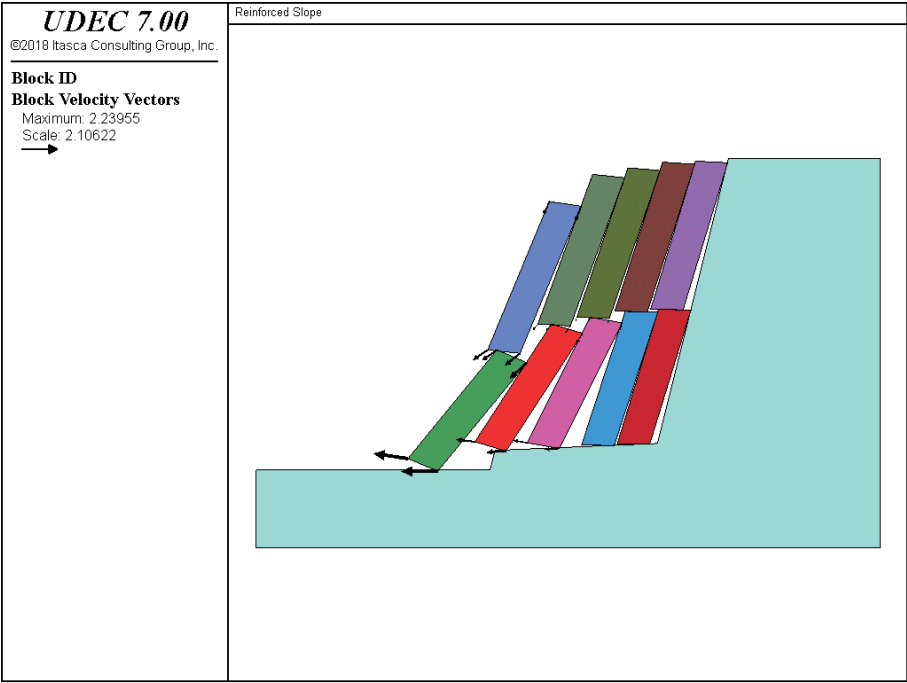 UDEC 7.00
©2018 Itasca Consulting Group, Inc.
Block ID
Block Velocity Vectors
Maximum: 2.23955
Scale: 2.10622
Reinforced Slope